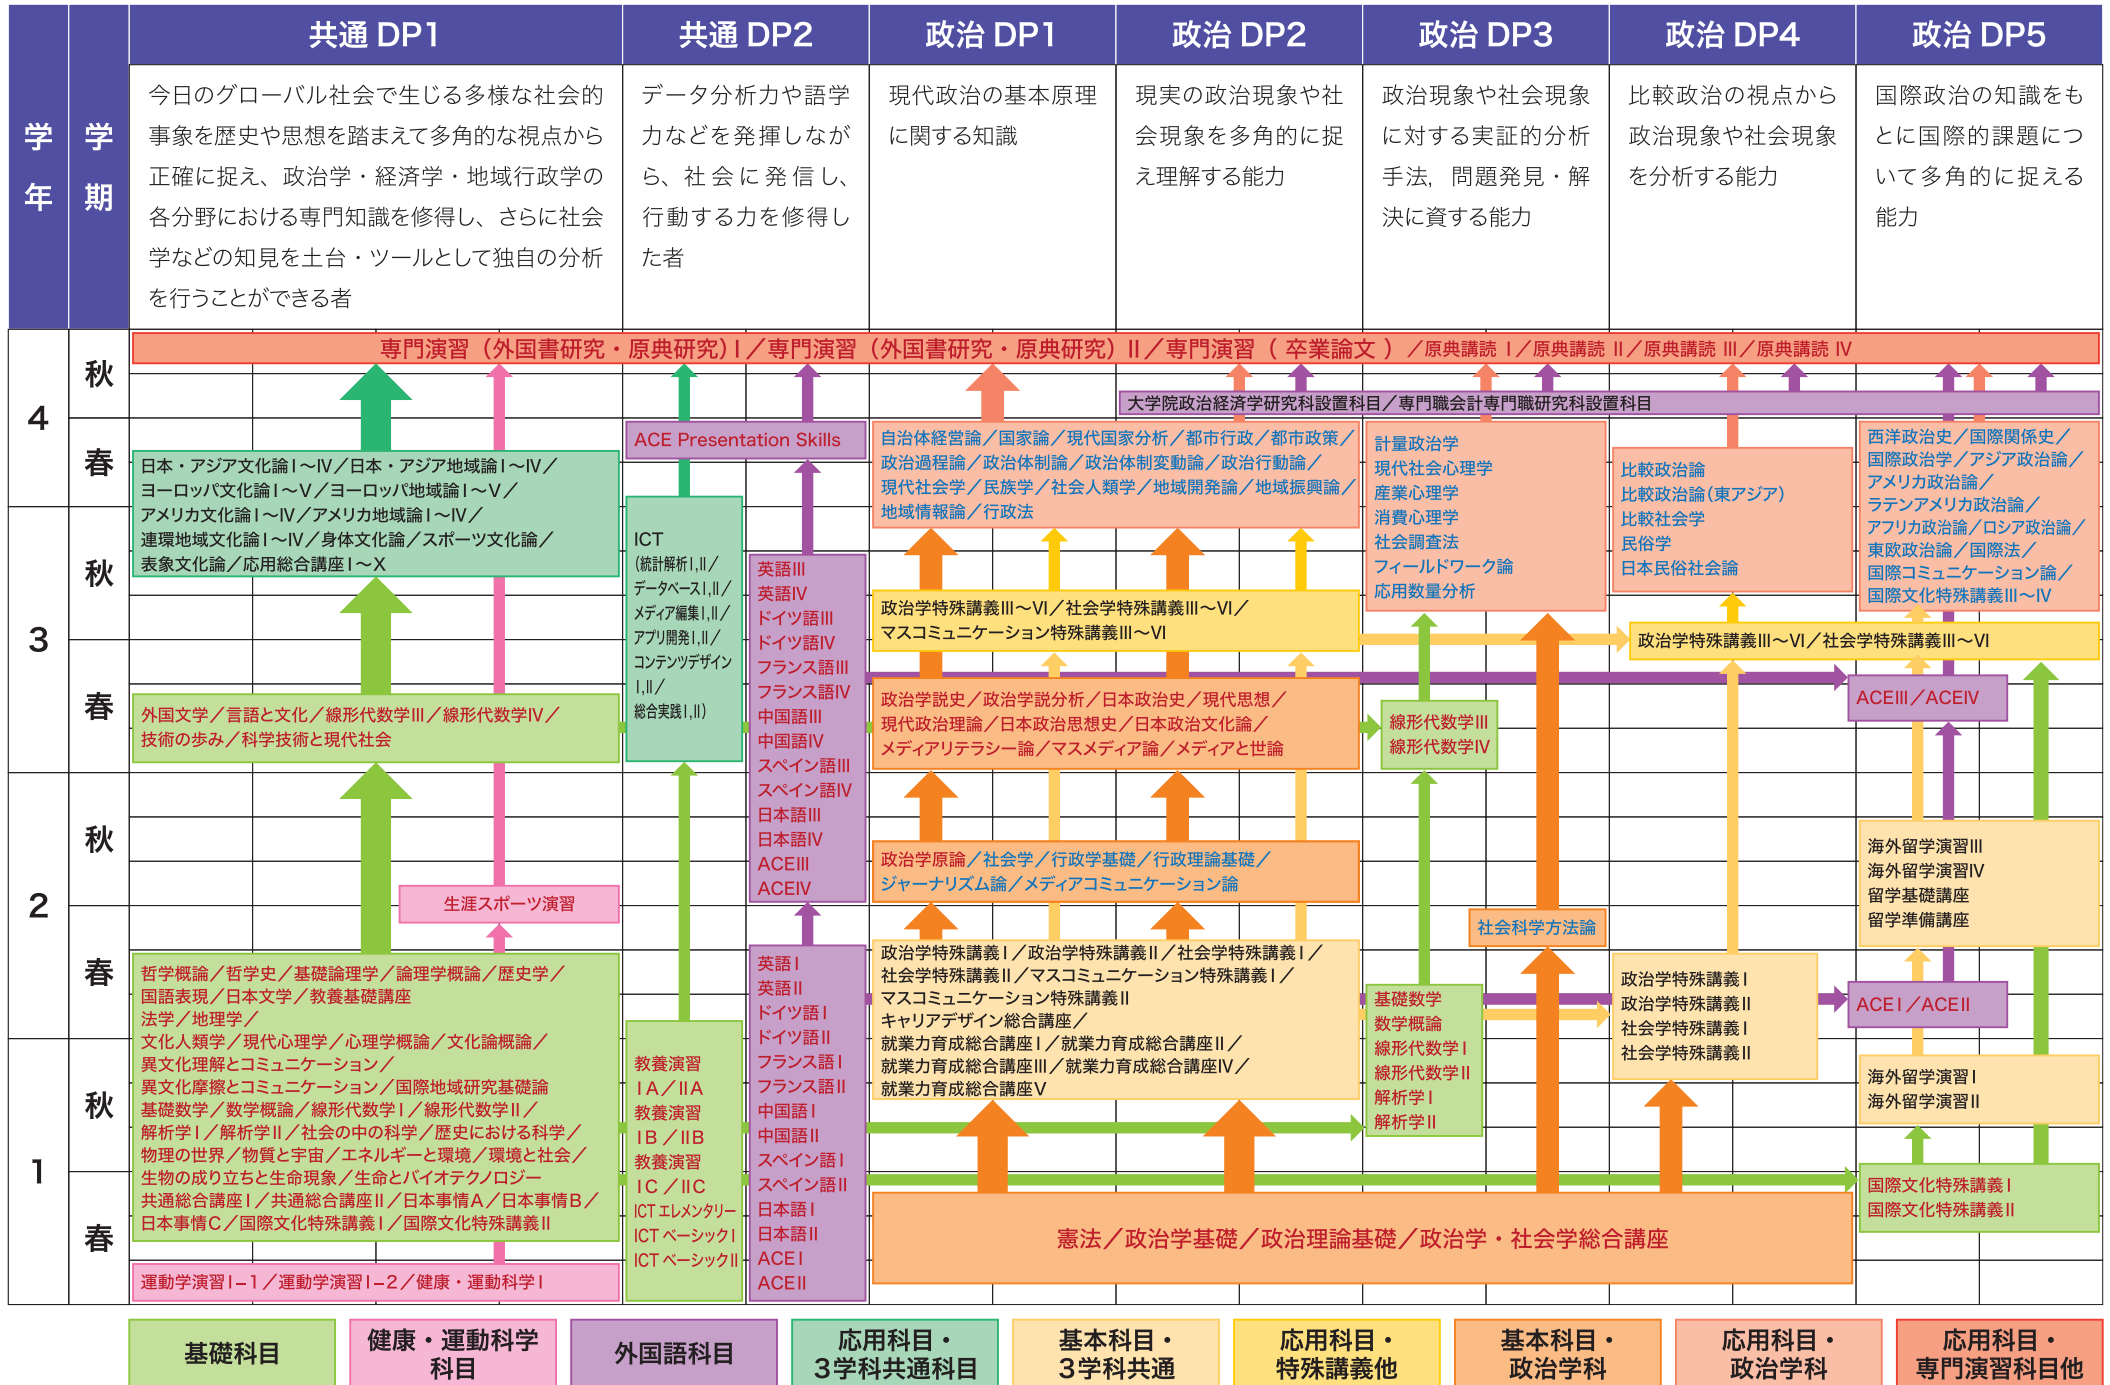 学年
学期
共通 DP1
共通 DP2
政治 DP1
政治 DP2
政治 DP3
政治 DP4
政治 DP5
今日のグローバル社会で生じる多様な社会的
事象を歴史や思想を踏まえて多角的な視点から
正確に捉え、政治学・経済学・地域行政学の
各分野における専門知識を修得し、さらに社会
学などの知見を土台・ツールとして独自の分析
を行うことができる者
データ分析力や語学
力などを発揮しなが
ら、社会に発信し、
行動する力を修得し
た者
現代政治の基本原理
に関する知識
現実の政治現象や社
会現象を多角的に捉
え理解する能力
政治現象や社会現象
に対する実証的分析
手法，問題発見・解
決に資する能力
比較政治の視点から
政治現象や社会現象
を分析する能力
国際政治の知識をも
とに国際的課題につ
いて多角的に捉える
能力
4
秋
春
3
秋
春
2
秋
春
1
秋
春
専門演習（外国書研究・原典研究）I／専門演習（外国書研究・原典研究）II／専門演習（ 卒業論文 ）／原典講読 I／原典講読 II／原典講読 III／原典講読 IV
大学院政治経済学研究科設置科目／専門職会計専門職研究科設置科目
日本・アジア文化論I〜IV／日本・アジア地域論I〜IV／
ヨーロッパ文化論I〜V／ヨーロッパ地域論I〜V／
アメリカ文化論I〜IV／アメリカ地域論I〜IV／
連環地域文化論I〜IV／身体文化論／スポーツ文化論／
表象文化論／応用総合講座I〜X
外国文学／言語と文化／線形代数学III／線形代数学IV／
技術の歩み／科学技術と現代社会
生涯スポーツ演習
哲学概論／哲学史／基礎論理学／論理学概論／歴史学／
国語表現／日本文学／教養基礎講座
法学／地理学／
文化人類学／現代心理学／心理学概論／文化論概論／
異文化理解とコミュニケーション／
異文化摩擦とコミュニケーション／国際地域研究基礎論
基礎数学／数学概論／線形代数学I／線形代数学II／
解析学I／解析学II／社会の中の科学／歴史における科学／
物理の世界／物質と宇宙／エネルギーと環境／環境と社会／
生物の成り立ちと生命現象／生命とバイオテクノロジー
共通総合講座I／共通総合講座II／日本事情A／日本事情B／
日本事情C／国際文化特殊講義I／国際文化特殊講義II
運動学演習I−1／運動学演習I−2／健康・運動科学I
ACE Presentation Skills
ICT
(統計解析I,II／
データベースI,II／
メディア編集I,II／
アプリ開発I,II／
コンテンツデザイン
I,II／
総合実践I,II)
英語III
英語IV
ドイツ語III
ドイツ語IV
フランス語III
フランス語IV
中国語III
中国語IV
スペイン語III
スペイン語IV
日本語III
日本語IV
ACEIII
ACEIV
教養演習
IA／IIA
教養演習
IB／IIB
教養演習
IC／IIC
ICTエレメンタリー
ICTベーシックI
ICTベーシックII
英語I
英語II
ドイツ語I
ドイツ語II
フランス語I
フランス語II
中国語I
中国語II
スペイン語I
スペイン語II
日本語I
日本語II
ACEI
ACEII
自治体経営論／国家論／現代国家分析／都市行政／都市政策／
政治過程論／政治体制論／政治体制変動論／政治行動論／
現代社会学／民族学／社会人類学／地域開発論／地域振興論／
地域情報論／行政法
政治学特殊講義III〜VI／社会学特殊講義III〜VI／
マスコミュニケーション特殊講義III〜VI
政治学説史／政治学説分析／日本政治史／現代思想／
現代政治理論／日本政治思想史／日本政治文化論／
メディアリテラシー論／マスメディア論／メディアと世論
政治学原論／社会学／行政学基礎／行政理論基礎／
ジャーナリズム論／メディアコミュニケーション論
政治学特殊講義I／政治学特殊講義II／社会学特殊講義I／
社会学特殊講義II／マスコミュニケーション特殊講義I／
マスコミュニケーション特殊講義II
キャリアデザイン総合講座／
就業力育成総合講座I／就業力育成総合講座II／
就業力育成総合講座III／就業力育成総合講座IV／
就業力育成総合講座V
憲法／政治学基礎／政治理論基礎／政治学・社会学総合講座
計量政治学
現代社会心理学
産業心理学
消費心理学
社会調査法
フィールドワーク論
応用数量分析
線形代数学III
線形代数学IV
社会科学方法論
基礎数学
数学概論
線形代数学I
線形代数学II
解析学I
解析学II
比較政治論
比較政治論(東アジア)
比較社会学
民俗学
日本民俗社会論
政治学特殊講義III〜VI／社会学特殊講義III〜VI
政治学特殊講義I
政治学特殊講義II
社会学特殊講義I
社会学特殊講義II
西洋政治史／国際関係史／
国際政治学／アジア政治論／
アメリカ政治論／
ラテンアメリカ政治論／
アフリカ政治論／ロシア政治論／
東欧政治論／国際法／
国際コミュニケーション論／
国際文化特殊講義III〜IV
ACEIII／ACEIV
海外留学演習III
海外留学演習IV
留学基礎講座
留学準備講座
ACEI／ACEII
海外留学演習I
海外留学演習II
国際文化特殊講義I
国際文化特殊講義II
基礎科目
健康・運動科学
科目
外国語科目
応用科目・
3学科共通科目
基本科目・
3学科共通
応用科目・
特殊講義他
基本科目・
政治学科
応用科目・
政治学科
応用科目・
専門演習科目他